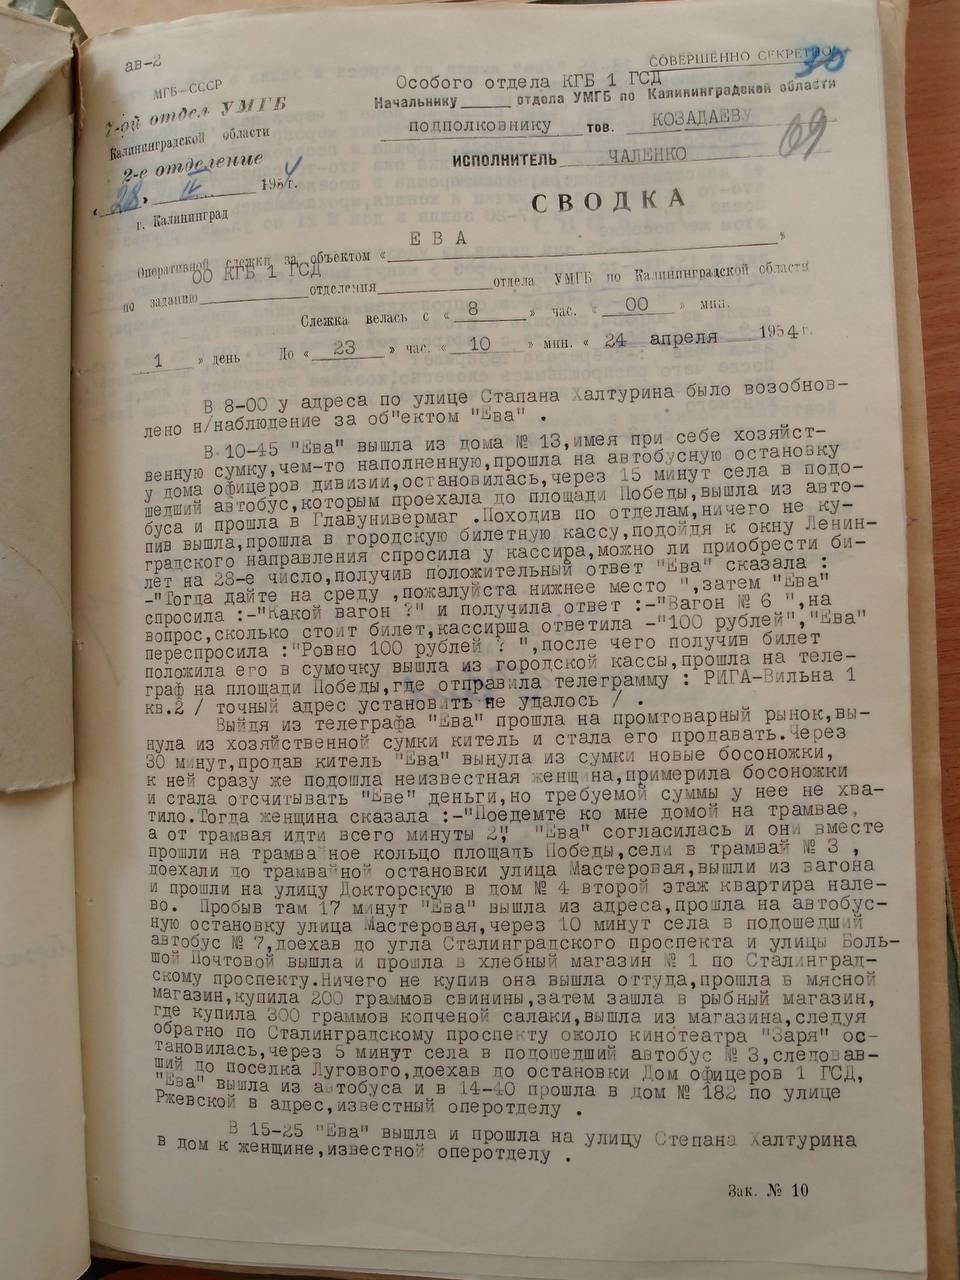 ав-2
СОВЕРШЕННО СЕКРЕТНО
МГБ-СССР
7-ой отдел УМГБ
Калининградской области
2-е отделение
« 28 » IV 1954 г.
г. Калининград
Особого отдела КГБ 1 ГСД
Начальнику ______ отдела УМГБ по Калининградской области
ПОДПОЛКОВНИКУ тов. КОЗАДАЕВУ
ИСПОЛНИТЕЛЬ ЧАЛЕНКО
69
СВОДКА
Оперативной слежки за объектом « ЕВА »
ОО КГБ 1 ГСД
по заданию ______ отделения ______ отдела УМГБ по Калининградской области
Слежка велась с « 8 » час. « 00 » мин.
1 » день До « 23 » час. « 10 » мин. « 24 апреля 1954 г.
В 8-00 у адреса по улице Стапана Халтурина было возобнов-
лено н/наблюдение за об"ектом "Ева" .
В 10-45 "Ева" вышла из дома № 13,имея при себе хозяйст-
венную сумку,чем-то наполненную,прошла на автобусную остановку
у дома офицеров дивизии,остановилась,через 15 минут села в подо-
шедший автобус,которым проехала до площади Победы,вышла из авто-
буса и прошла в Главунивермаг .Походив по отделам,ничего не ку-
пив вышла,прошла в городскую билетную кассу,подойдя к окну Ленин-
градского направления спросила у кассира,можно ли приобрести би-
лет на 28-е число,получив положительный ответ "Ева" сказала :
-"Тогда дайте на среду ,пожалуйста нижнее место ",затем "Ева"
спросила :-"Какой вагон ?" и получила ответ :-"Вагон № 6 ",на
вопрос,сколько стоит билет,кассирша ответила -"100 рублей","Ева"
переспросила :"Ровно 100 рублей ? ",после чего получив билет
положила его в сумочку вышла из городской кассы,прошла на теле-
граф на площади Победы,где отправила телеграмму : РИГА-Вильна 1
кв.2 / точный адрес установить не удалось / .
Выйдя из телеграфа "Ева" прошла на промтоварный рынок,вы-
нула из хозяйственной сумки китель и стала его продавать.Через
30 минут,продав китель "Ева" вынула из сумки новые босоножки,
к ней сразу же подошла неизвестная женщина,примерила босоножки
и стала отсчитывать "Еве" деньги,но требуемой суммы у нее не хва-
тило.Тогда женщина сказала :-"Поедемте ко мне домой на трамвае,
а от трамвая идти всего минуты 2", "Ева" согласилась и они вместе
прошли на трамвайное кольцо площадь Победы,сели в трамвай № 3 ,
доехали до трамвайной остановки улица Мастеровая,вышли из вагона
и прошли на улицу Докторскую в дом № 4 второй этаж квартира нале-
во. Пробыв там 17 минут "Ева" вышла из адреса,прошла на автобус-
ную остановку улица Мастеровая,через 10 минут села в подошедший
автобус № 7,доехав до угла Сталинградского проспекта и улицы Боль-
шой Почтовой вышла и прошла в хлебный магазин № 1 по Сталинград-
скому проспекту.Ничего не купив она вышла оттуда,прошла в мясной
магазин,купила 200 граммов свинины,затем зашла в рыбный магазин,
где купила 300 граммов копченой салаки,вышла из магазина,следуя
обратно по Сталинградскому проспекту около кинотеатра "Заря" ос-
тановилась,через 5 минут села в подошедший автобус № 3,следовав-
ший до поселка Лугового,доехав до остановки Дом офицеров 1 ГСД,
"Ева" вышла из автобуса и в 14-40 прошла в дом № 182 по улице
Ржевской в адрес,известный оперотделу .
В 15-25 "Ева" вышла и прошла на улицу Степана Халтурина
в дом к женщине,известной оперотделу .
Зак. № 10